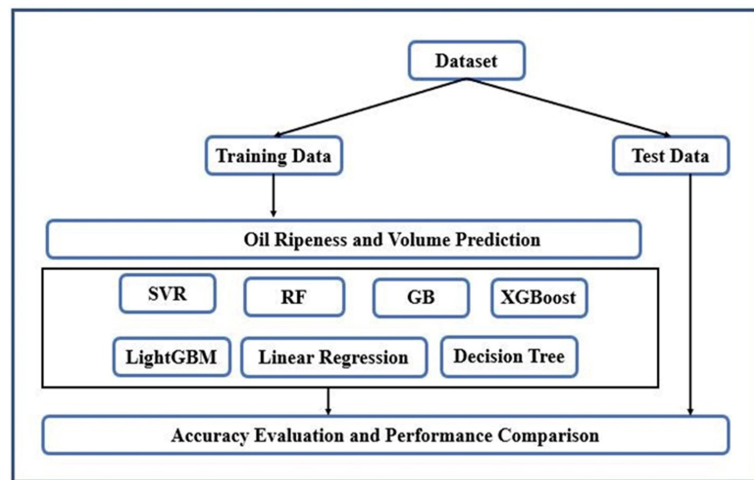 Dataset
Training Data
Test Data
Oil Ripeness and Volume Prediction
SVR
RF
GB
XGBoost
LightGBM
Linear Regression
Decision Tree
Accuracy Evaluation and Performance Comparison